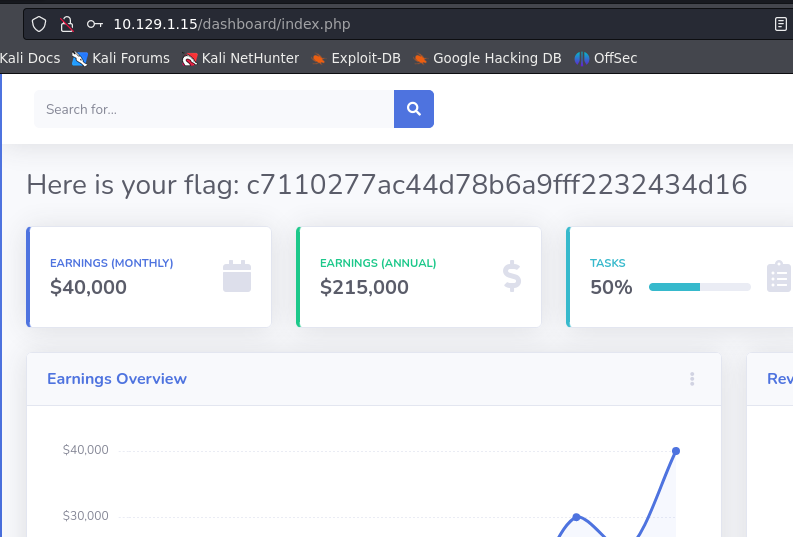 10.129.1.15/dashboard/index.php
Kali Docs Kali Forums Kali NetHunter Exploit-DB Google Hacking DB OffSec
Search for...
Here is your flag: c7110277ac44d78b6a9fff2232434d16
EARNINGS (MONTHLY)
$40,000
EARNINGS (ANNUAL)
$215,000
TASKS
50%
Earnings Overview
Rev
$40,000
$30,000